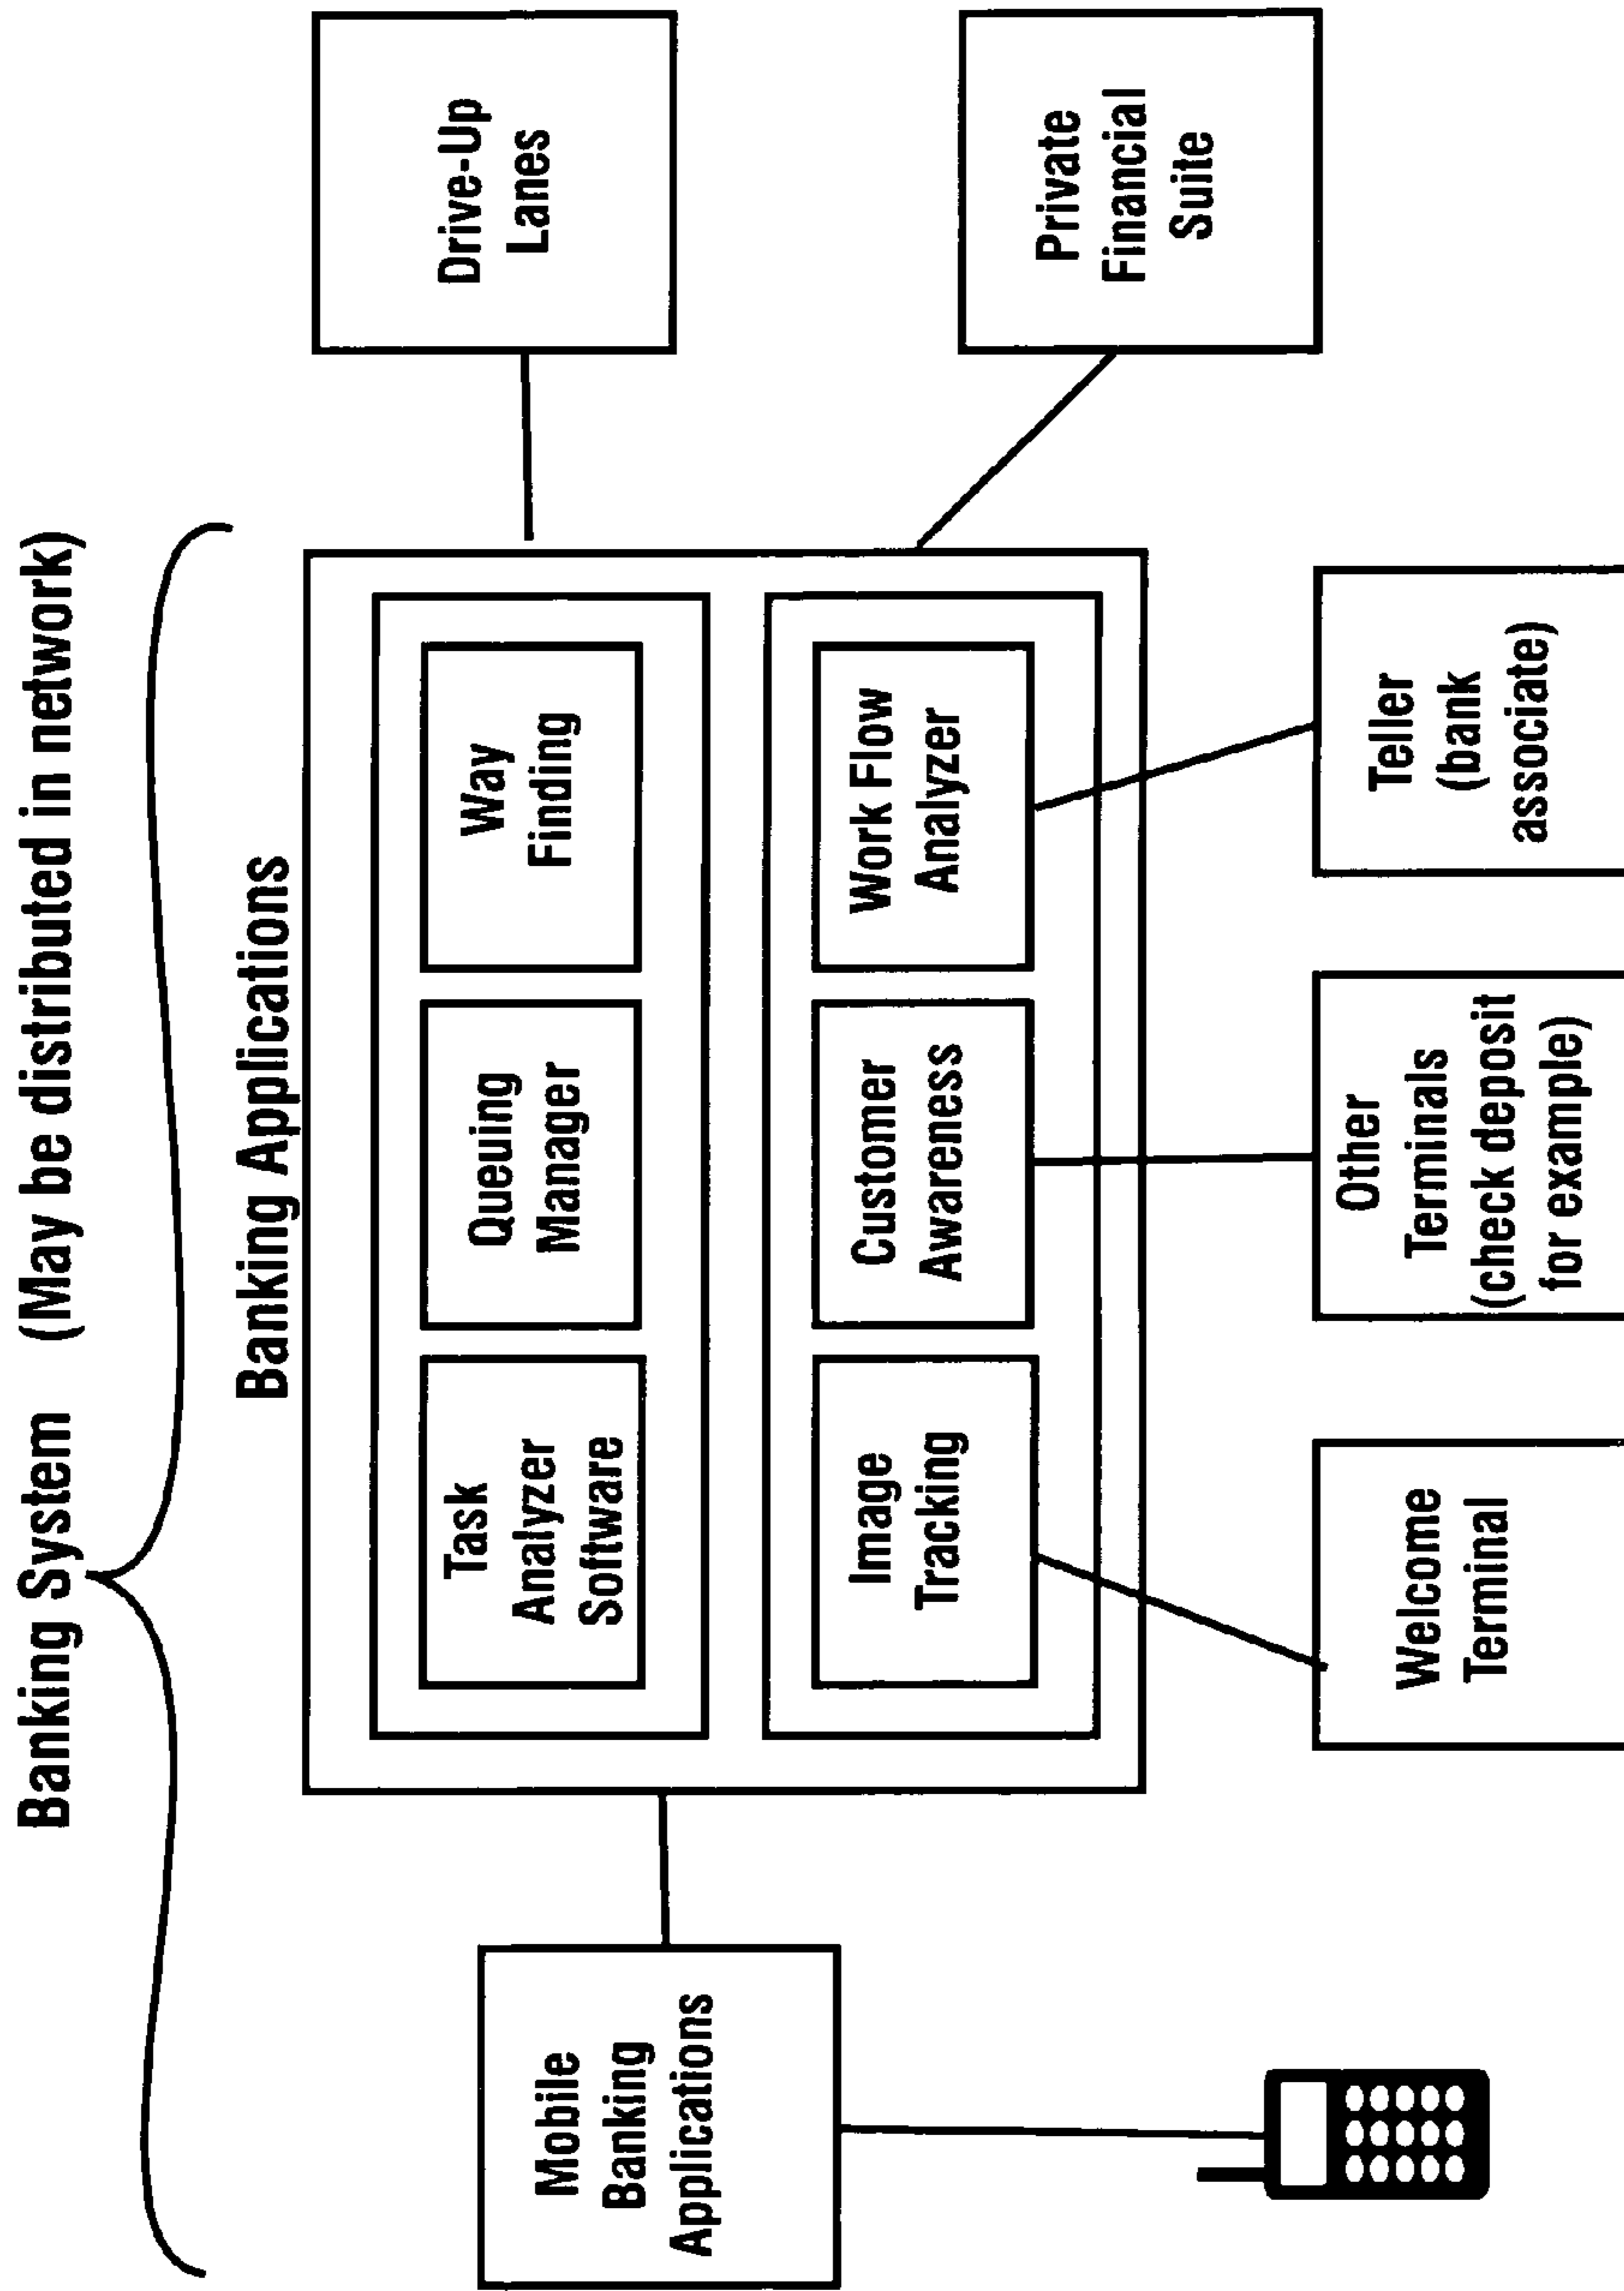 Banking System (May be distributed in network)
Banking Applications
Mobile
Banking
Applications
Task
Analyzer
Software
Queuing
Manager
Way
Finding
Image
Tracking
Customer
Awareness
Work Flow
Analyzer
Drive-Up
Lanes
Private
Financial
Suite
Welcome
Terminal
Other
Terminals
(check deposit
for example)
Teller
(bank
associate)